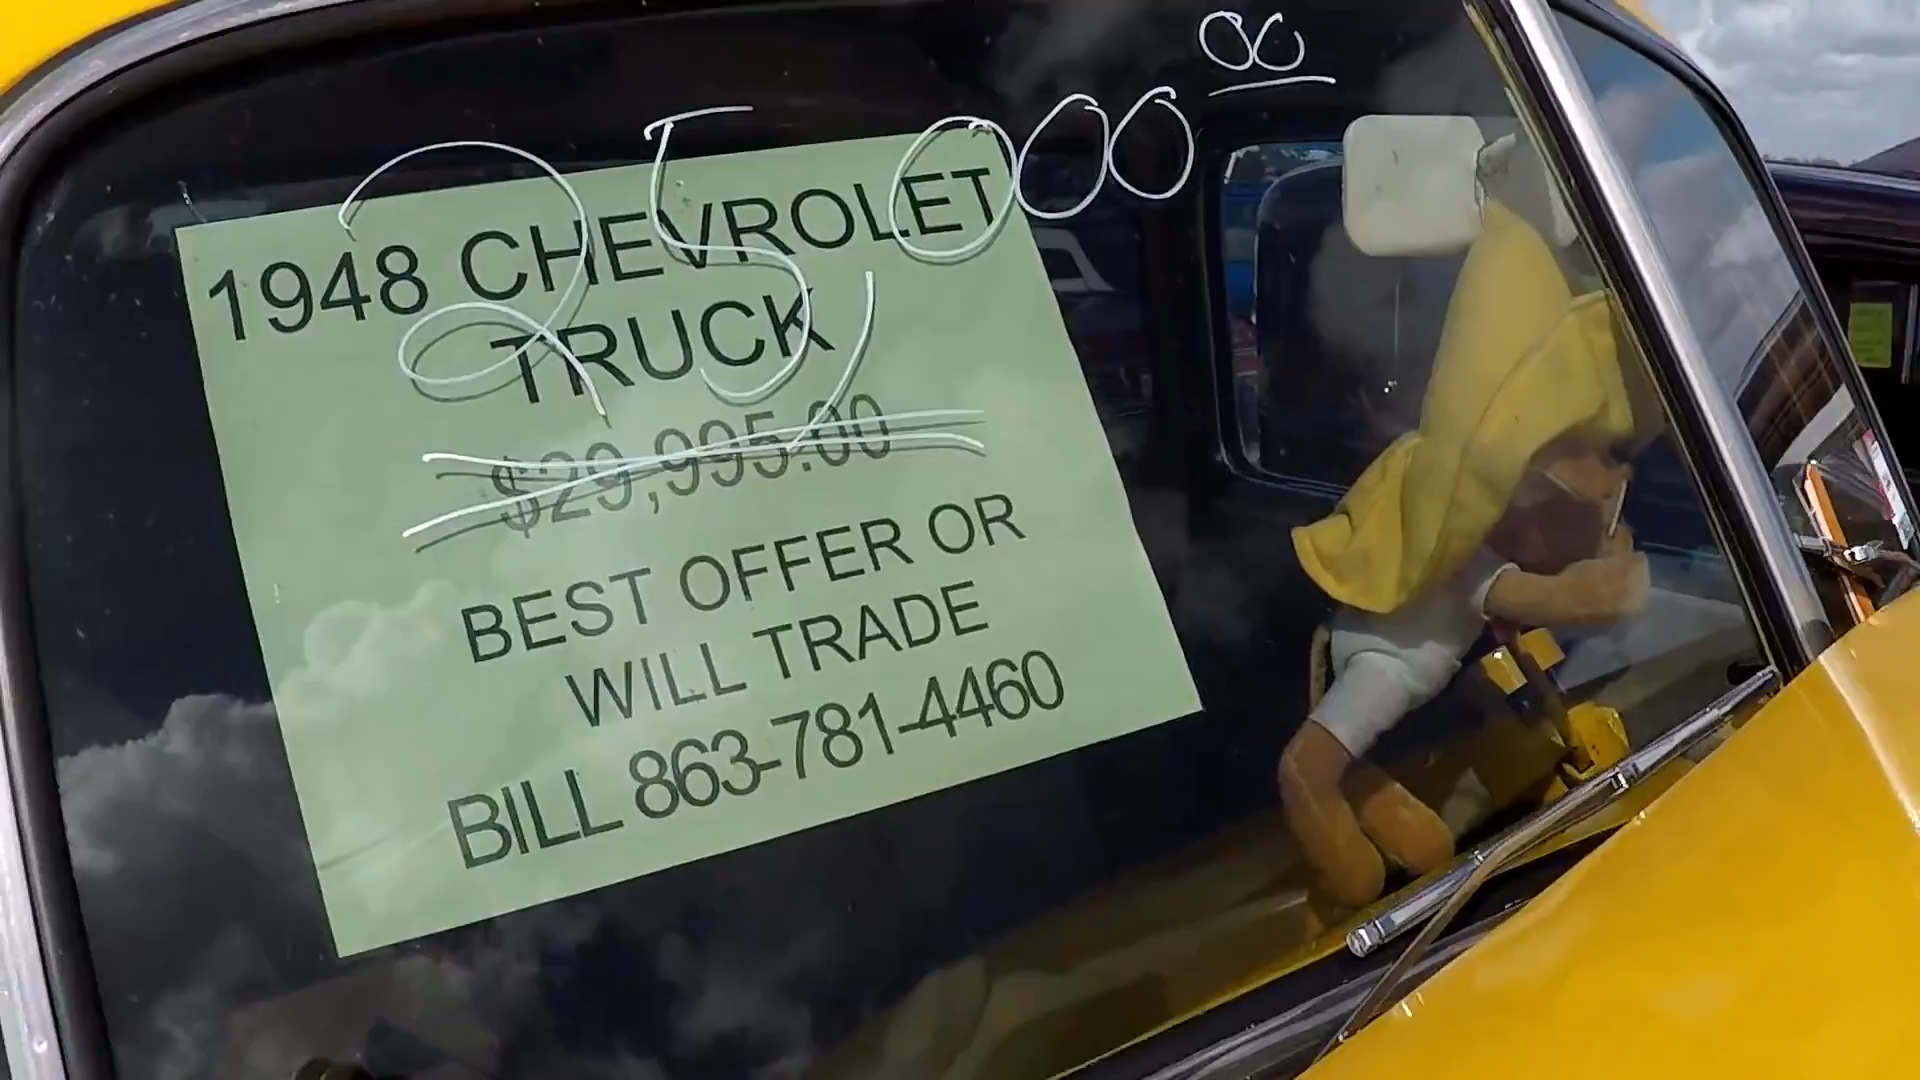 25,000 00
1948 CHEVROLET
TRUCK
$29,995.00
BEST OFFER OR
WILL TRADE
BILL 863-781-4460